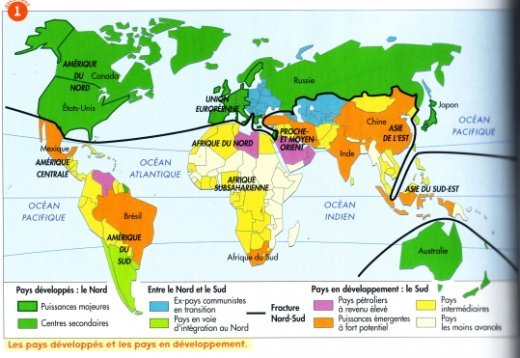 1
AMÉRIQUE
DU
NORD
Canada
États-Unis
Mexique
AMÉRIQUE
CENTRALE
OCÉAN
PACIFIQUE
OCÉAN
ATLANTIQUE
Brésil
AMÉRIQUE
DU
SUD
UNION
EUROPÉENNE
Russie
AFRIQUE DU NORD
PROCHE-
ET MOYEN-
ORIENT
AFRIQUE
SUBSAHARIENNE
Afrique du Sud
Inde
Chine
ASIE
DE L'EST
Japon
OCÉAN
PACIFIQUE
ASIE DU SUD-EST
OCÉAN
INDIEN
Australie
Pays développés : le Nord
Puissances majeures
Centres secondaires
Entre le Nord et le Sud
Ex-pays communistes
en transition
Pays en voie
d'intégration au Nord
Fracture
Nord-Sud
Pays en développement : le Sud
Pays pétroliers
à revenu élevé
Puissances émergentes
à fort potentiel
Pays
intermédiaires
Pays
les moins avancés
Les pays développés et les pays en développement.